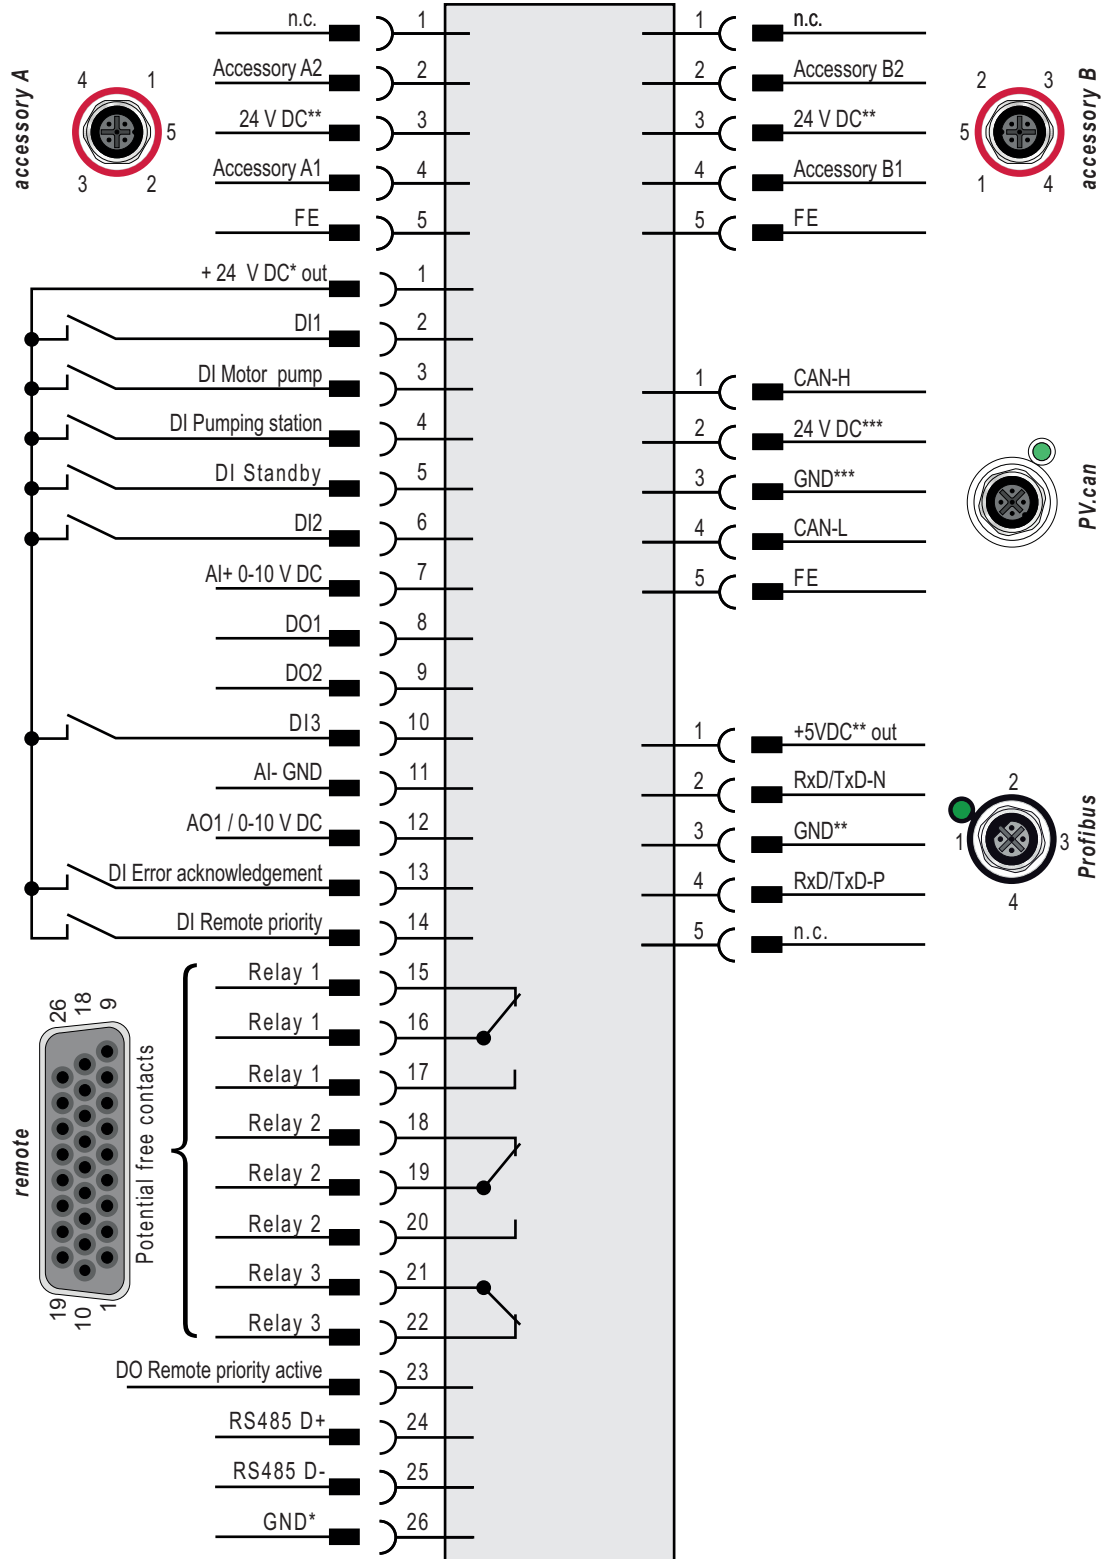 accessory A
4 1
5
3 2
n.c. 1
Accessory A2 2
24 V DC** 3
Accessory A1 4
FE 5
+ 24 V DC* out 1
DI1 2
DI Motor pump 3
DI Pumping station 4
DI Standby 5
DI2 6
AI+ 0-10 V DC 7
DO1 8
DO2 9
DI3 10
AI- GND 11
AO1 / 0-10 V DC 12
DI Error acknowledgement 13
DI Remote priority 14
Relay 1 15
Relay 1 16
Relay 1 17
Relay 2 18
Relay 2 19
Relay 2 20
Relay 3 21
Relay 3 22
DO Remote priority active 23
RS485 D+ 24
RS485 D- 25
GND* 26
remote
26 18 9
19 10 1
Potential free contacts
1 n.c.
2 Accessory B2
3 24 V DC**
4 Accessory B1
5 FE
2 3
5
1 4
accessory B
1 CAN-H
2 24 V DC***
3 GND***
4 CAN-L
5 FE
PV.can
1 +5VDC** out
2 RxD/TxD-N
3 GND**
4 RxD/TxD-P
5 n.c.
2
1 3
4
Profibus